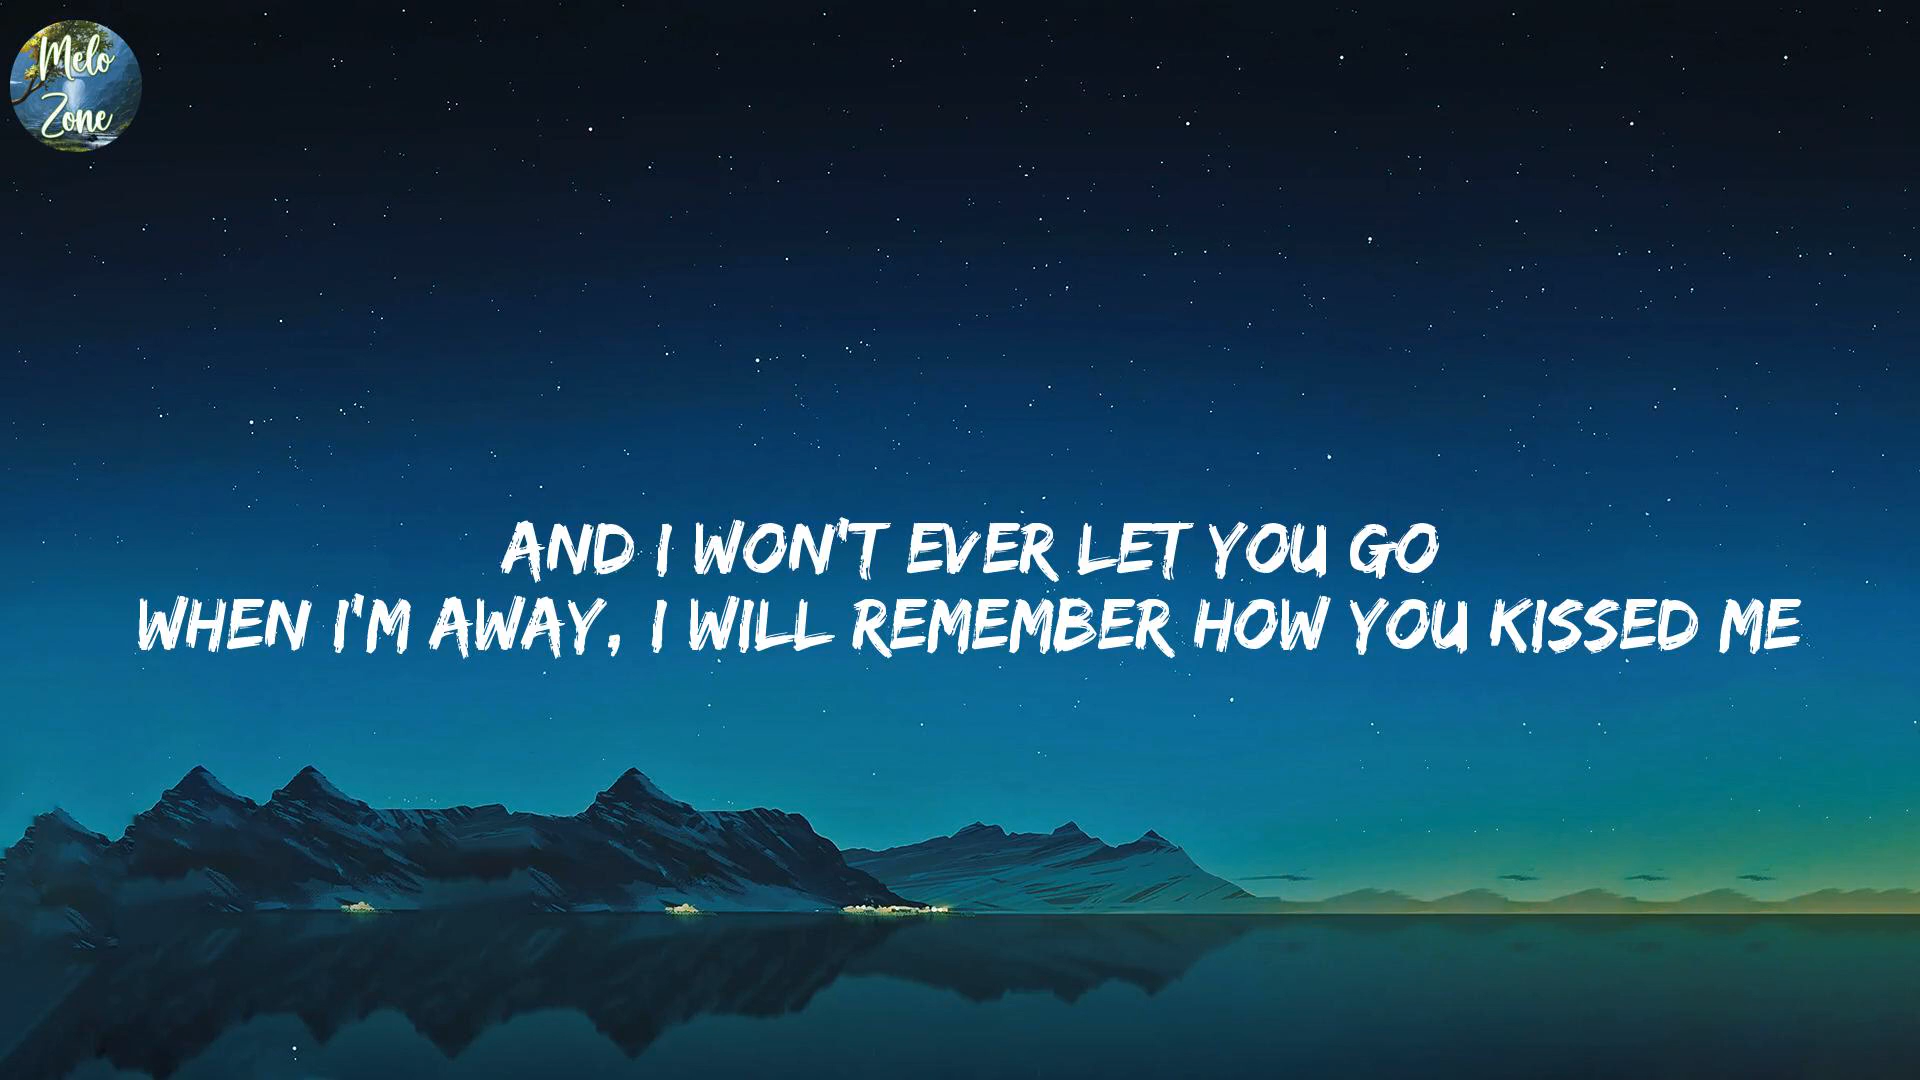 Melo
Zone
AND I WON'T EVER LET YOU GO
WHEN I'M AWAY, I WILL REMEMBER HOW YOU KISSED ME